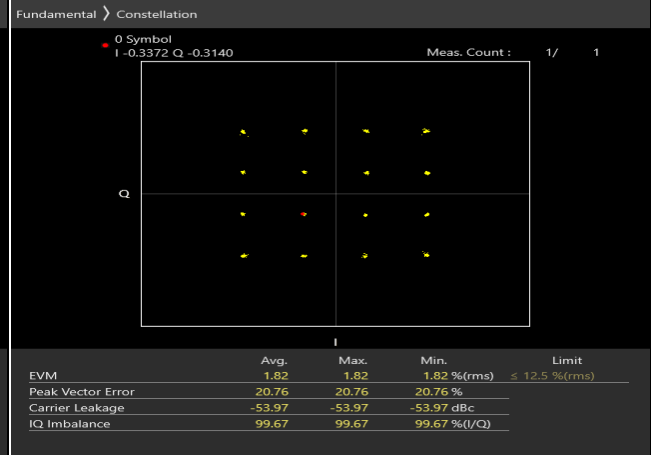 Fundamental 〉 Constellation
0 Symbol
I -0.3372 Q -0.3140 Meas. Count : 1/ 1
Q
I
Avg. Max. Min. Limit
EVM 1.82 1.82 1.82 %(rms) ≤ 12.5 %(rms)
Peak Vector Error 20.76 20.76 20.76 %
Carrier Leakage -53.97 -53.97 -53.97 dBc
IQ Imbalance 99.67 99.67 99.67 %(I/Q)